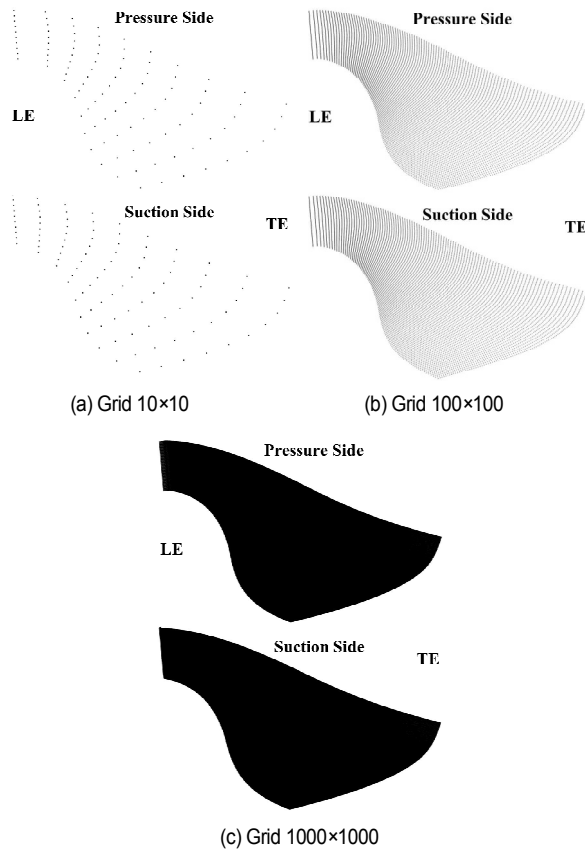 Pressure Side
LE
Suction Side
TE
(a) Grid 10×10
Pressure Side
LE
Suction Side
TE
(b) Grid 100×100
Pressure Side
LE
Suction Side
TE
(c) Grid 1000×1000